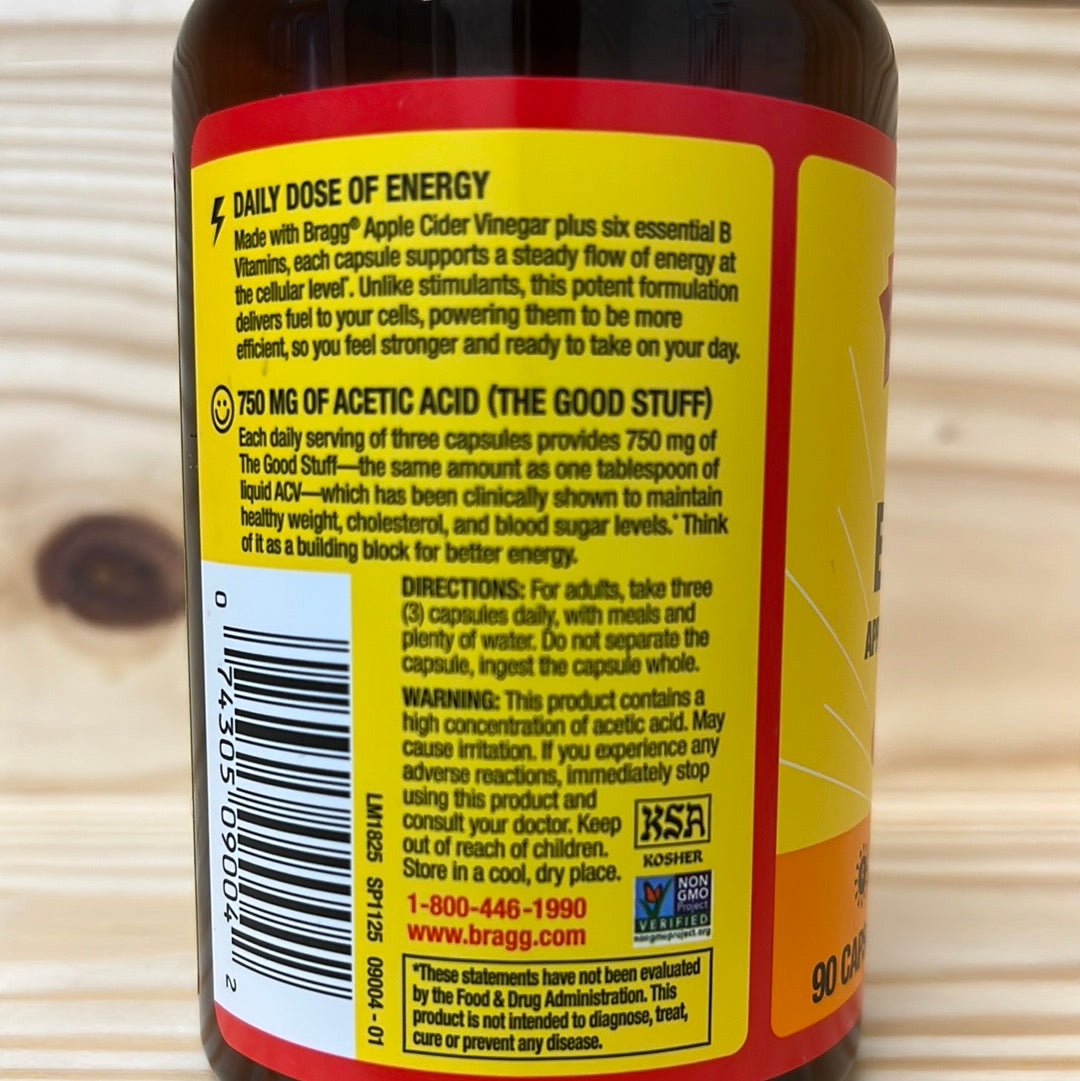 DAILY DOSE OF ENERGY
Made with Bragg® Apple Cider Vinegar plus six essential B
Vitamins, each capsule supports a steady flow of energy at
the cellular level*. Unlike stimulants, this potent formulation
delivers fuel to your cells, powering them to be more
efficient, so you feel stronger and ready to take on your day.
750 MG OF ACETIC ACID (THE GOOD STUFF)
Each daily serving of three capsules provides 750 mg of
The Good Stuff—the same amount as one tablespoon of
liquid ACV—which has been clinically shown to maintain
healthy weight, cholesterol, and blood sugar levels.* Think
of it as a building block for better energy.
DIRECTIONS: For adults, take three
(3) capsules daily, with meals and
plenty of water. Do not separate the
capsule, ingest the capsule whole.
WARNING: This product contains a
high concentration of acetic acid. May
cause irritation. If you experience any
adverse reactions, immediately stop
using this product and
consult your doctor. Keep
out of reach of children.
Store in a cool, dry place.
1-800-446-1990
www.bragg.com
KSA
KOSHER
NON
GMO
Project
VERIFIED
nongmoproject.org
*These statements have not been evaluated
by the Food & Drug Administration. This
product is not intended to diagnose, treat,
cure or prevent any disease.
0 74305 09004 2
LM1825 SP1125 09004 - 01
90